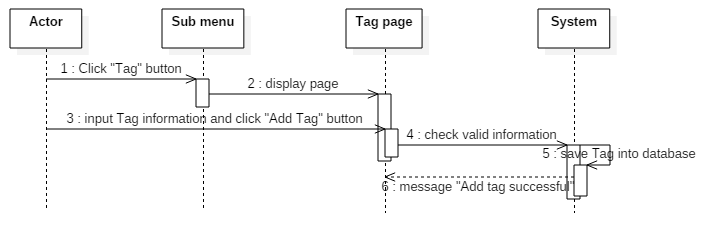 Actor
Sub menu
Tag page
System
1 : Click "Tag" button
2 : display page
3 : input Tag information and click "Add Tag" button
4 : check valid information
5 : save Tag into database
6 : message "Add tag successful"